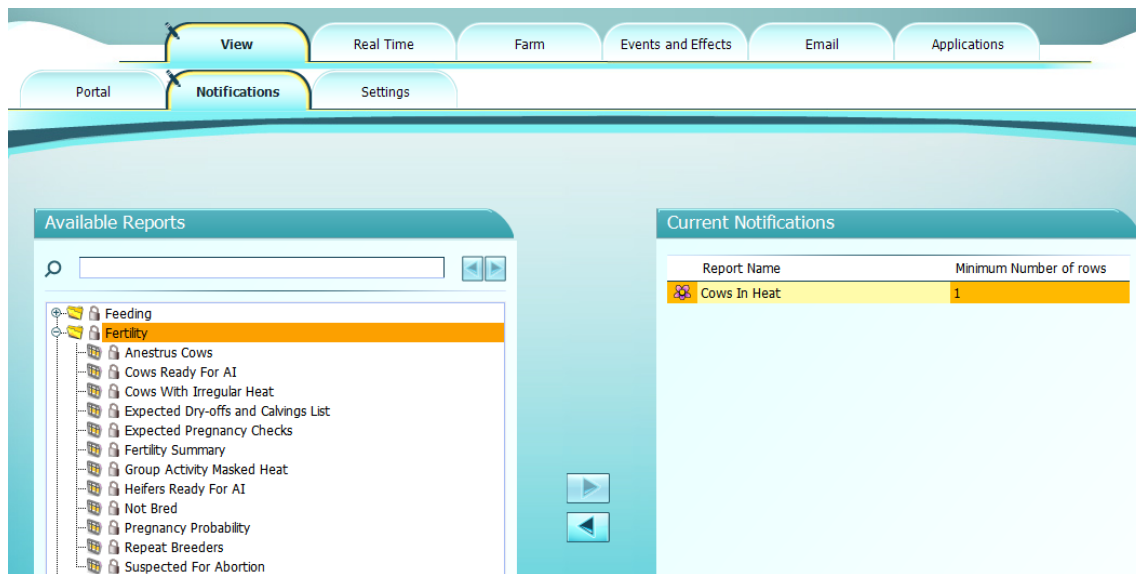 View Real Time Farm Events and Effects Email Applications
Portal Notifications Settings
Available Reports
Feeding
Fertility
Anestrus Cows
Cows Ready For AI
Cows With Irregular Heat
Expected Dry-offs and Calvings List
Expected Pregnancy Checks
Fertility Summary
Group Activity Masked Heat
Heifers Ready For AI
Not Bred
Pregnancy Probability
Repeat Breeders
Suspected For Abortion
Current Notifications
Report Name Minimum Number of rows
Cows In Heat 1